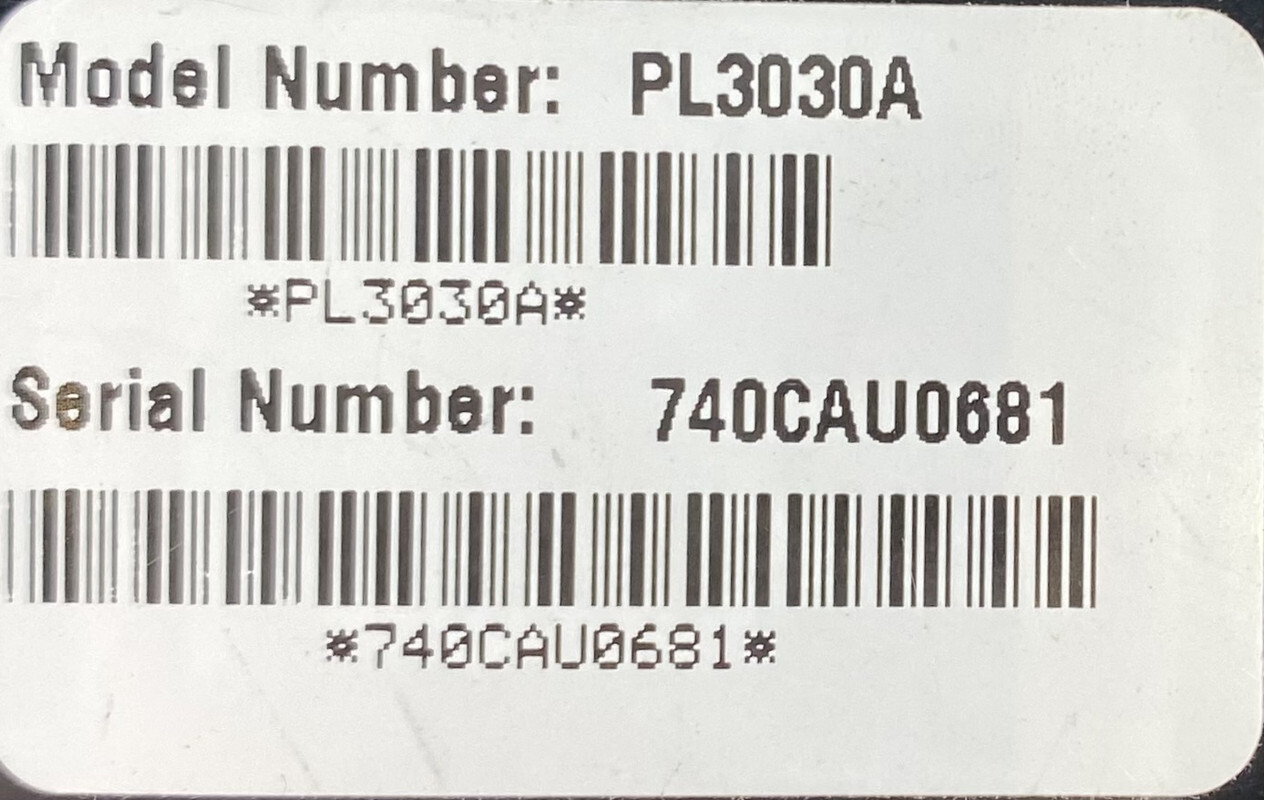 Model Number: PL3030A
*PL3030A*
Serial Number: 740CAU0681
*740CAU0681*